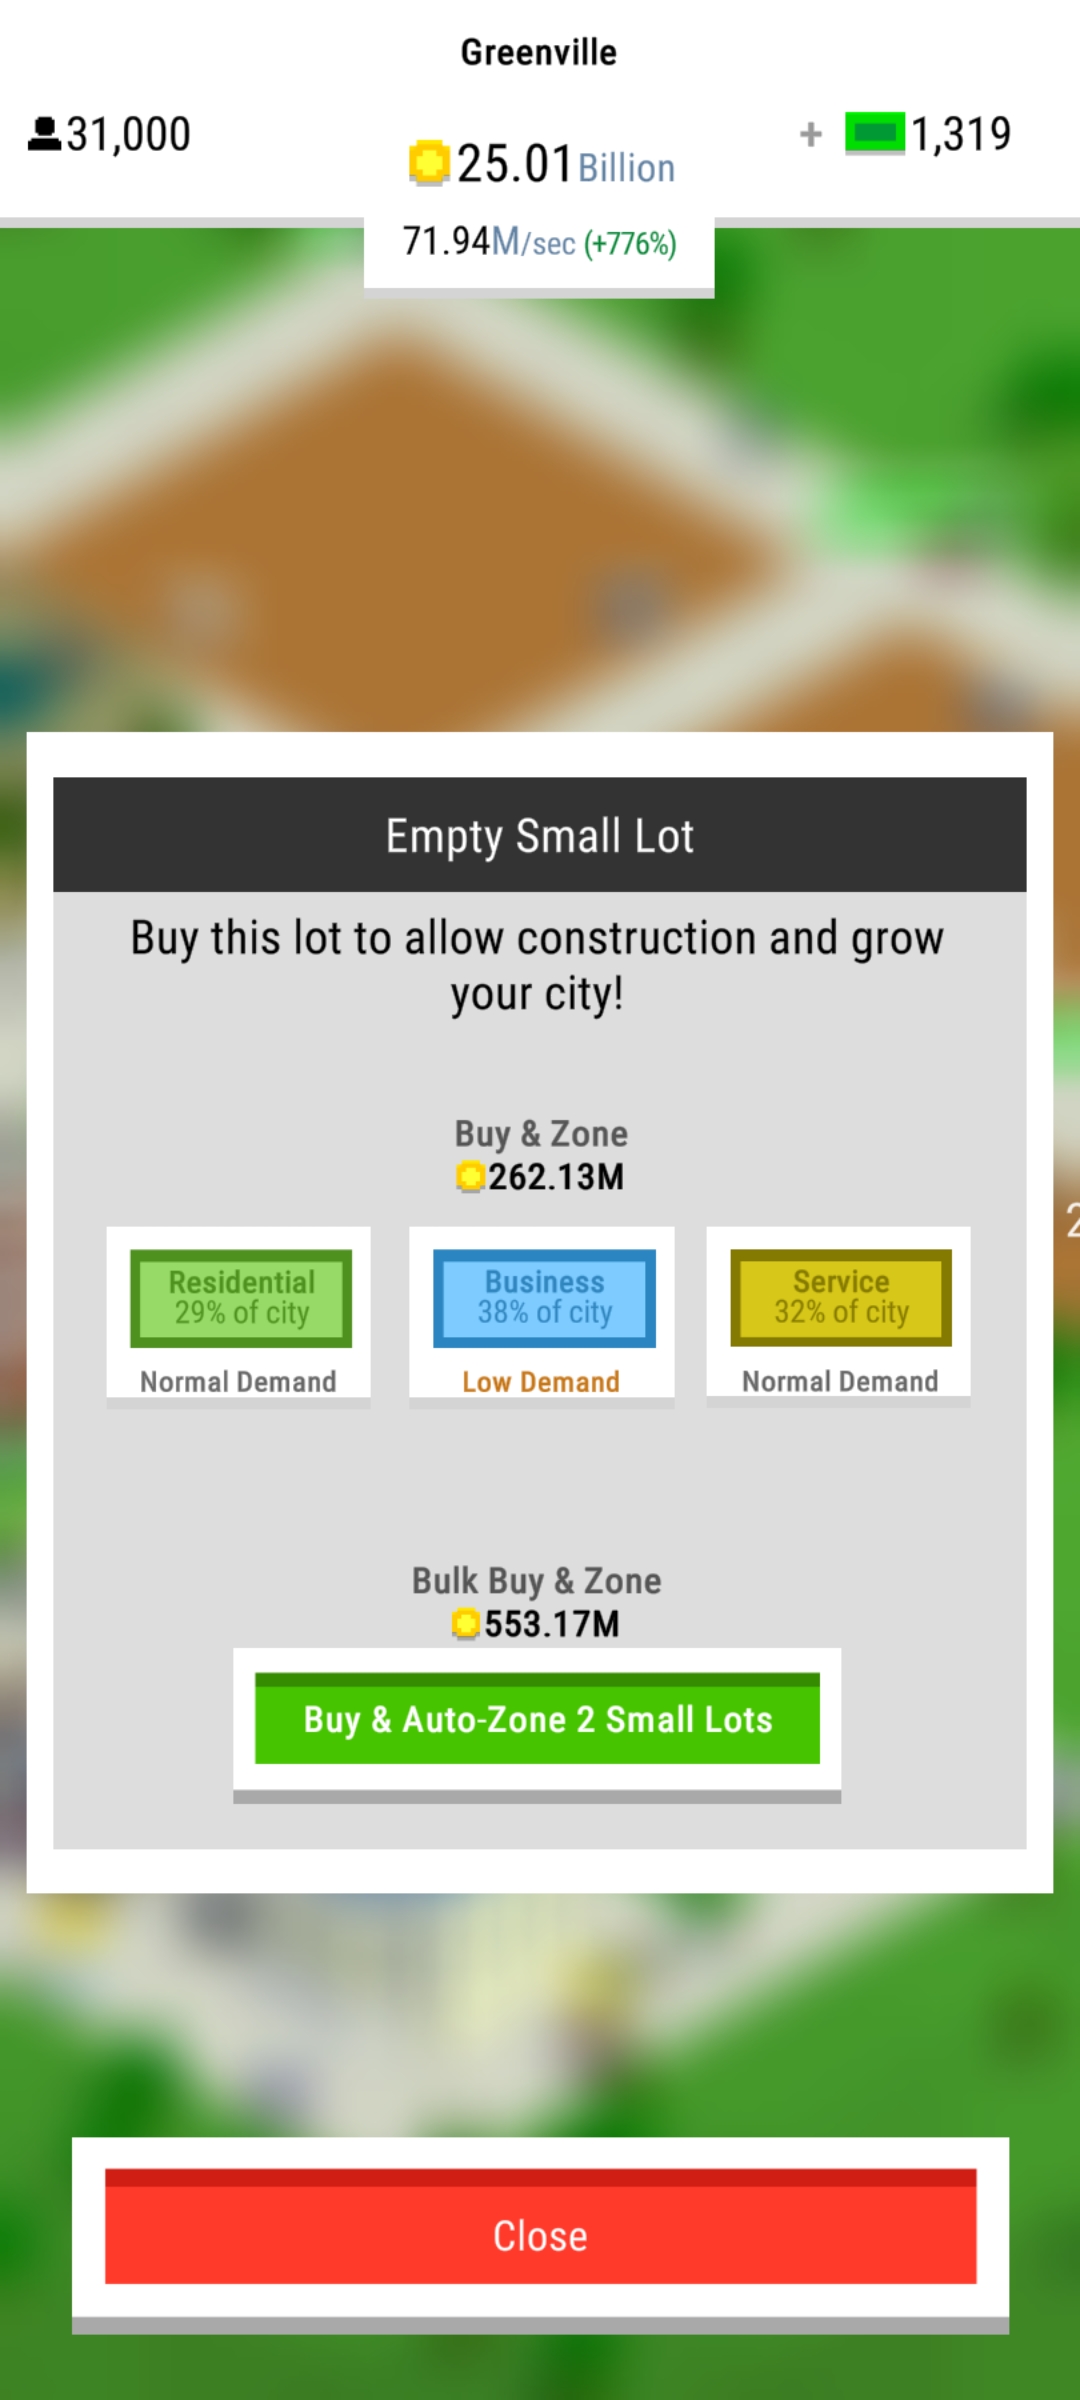 Greenville
31,000
25.01 Billion
+ 1,319
71.94M/sec (+776%)
Empty Small Lot
Buy this lot to allow construction and grow
your city!
Buy & Zone
262.13M
Residential
29% of city
Normal Demand
Business
38% of city
Low Demand
Service
32% of city
Normal Demand
2
Bulk Buy & Zone
553.17M
Buy & Auto-Zone 2 Small Lots
Close